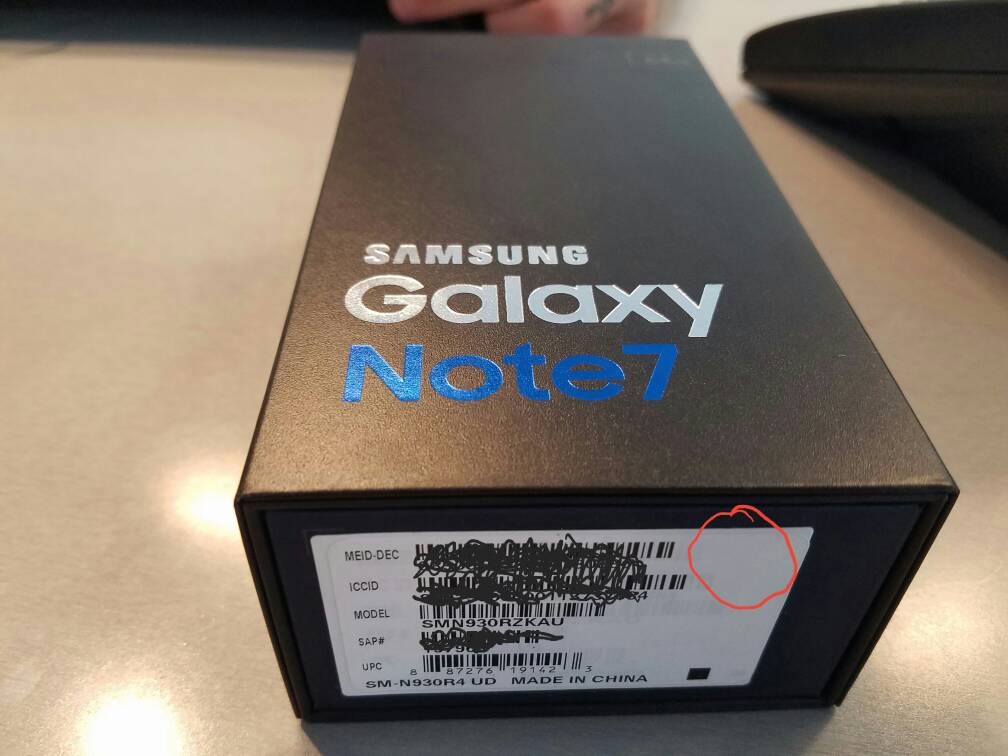 SAMSUNG
Galaxy
Note7
MEID-DEC
ICCID
MODEL
SMN930RZKAU
SAP#
UPC
8 87276 19142 3
SM-N930R4 UD MADE IN CHINA